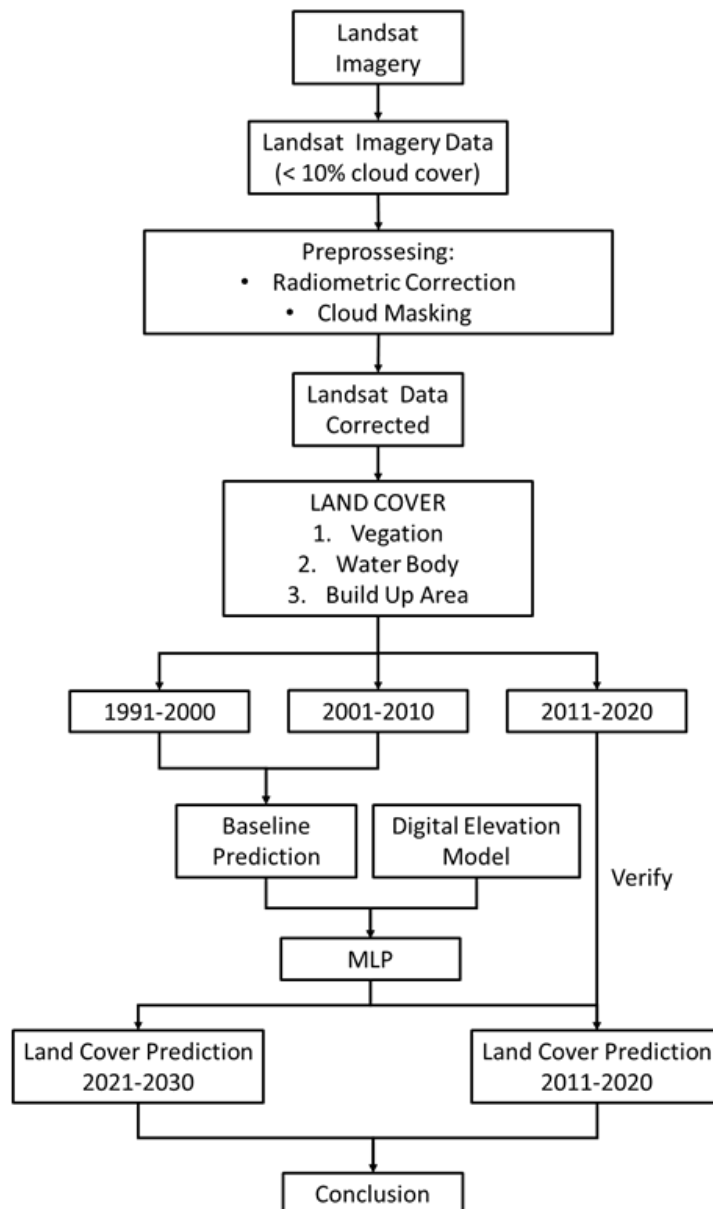 Landsat
Imagery
Landsat Imagery Data
(< 10% cloud cover)
Preprossesing:
• Radiometric Correction
• Cloud Masking
Landsat Data
Corrected
LAND COVER
1. Vegation
2. Water Body
3. Build Up Area
1991-2000
2001-2010
2011-2020
Baseline
Prediction
Digital Elevation
Model
Verify
MLP
Land Cover Prediction
2021-2030
Land Cover Prediction
2011-2020
Conclusion